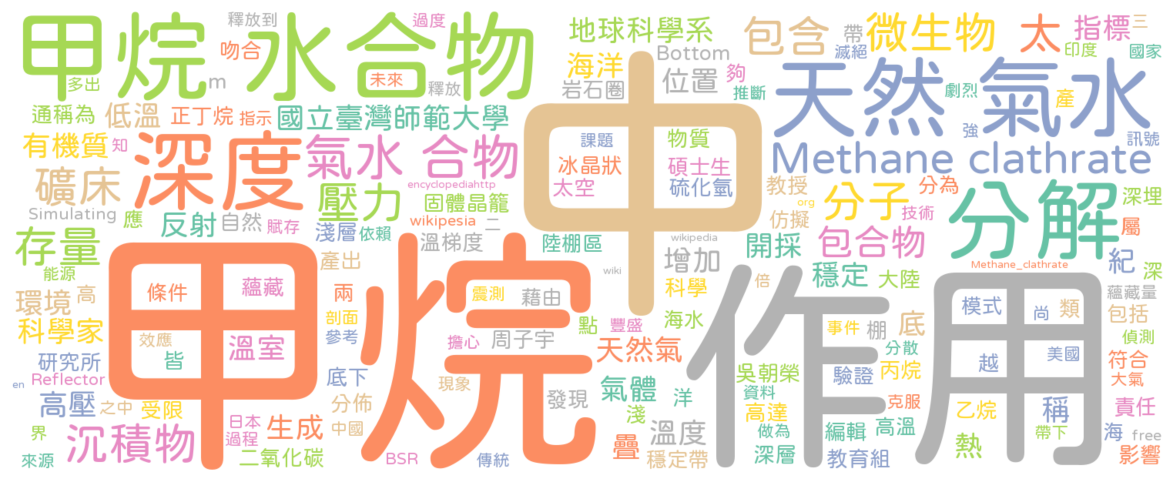 甲烷水合物
釋放到
過度
吻合
未來
釋放
多出
m
地球科學系
海洋
Bottom
岩石圈
位置
夠
推斷
包含
帶
滅絕
微生物
太
指標
三
印度
國家
通稱為
低溫
正丁烷
指示
國立臺灣師範大學
天然氣水
劇烈
產
強
訊號
Methane clathrate
有機質
知
深度
氣水合物
中
課題
物質
冰晶狀
碩士生
太空
硫化氫
礦床
Simulating
應
反射
自然
賦存
壓力
encyclopediahttp
固體晶籠
wikipesia
二
淺層
依賴
溫梯度
陸棚區
教授
org
仿擬
分子
分為
技術
分解
深埋
屬
存量
能源
產出
wikipedia
增加
開採
包合物
Methane_clathrate
紀
深
甲烷
條件
蘊藏
兩
剖面
參考
溫室
效應
皆
環境
高
科學家
研究所
Reflector
en
高壓
之中
受限
底下
分佈
中國
界
來源
沉積物
日本
過程
生成
二氧化碳
BSR
傳統
現象
擔心
周子宇
震測
藉由
點
豐盛
wiki
科學
海水
天然氣
發現
氣體
淺
洋
疊
溫度
穩定帶
作用
倍
穩定
大陸
事件
棚
底
分散
驗證
丙烷
吳朝榮
資料
高達
克服
做為
編輯
高溫
深層
教育組
模式
尚
類
越
美國
蘊藏量
包括
偵測
符合
大氣
乙烷
稱
責任
熱
帶下
海
free
影響